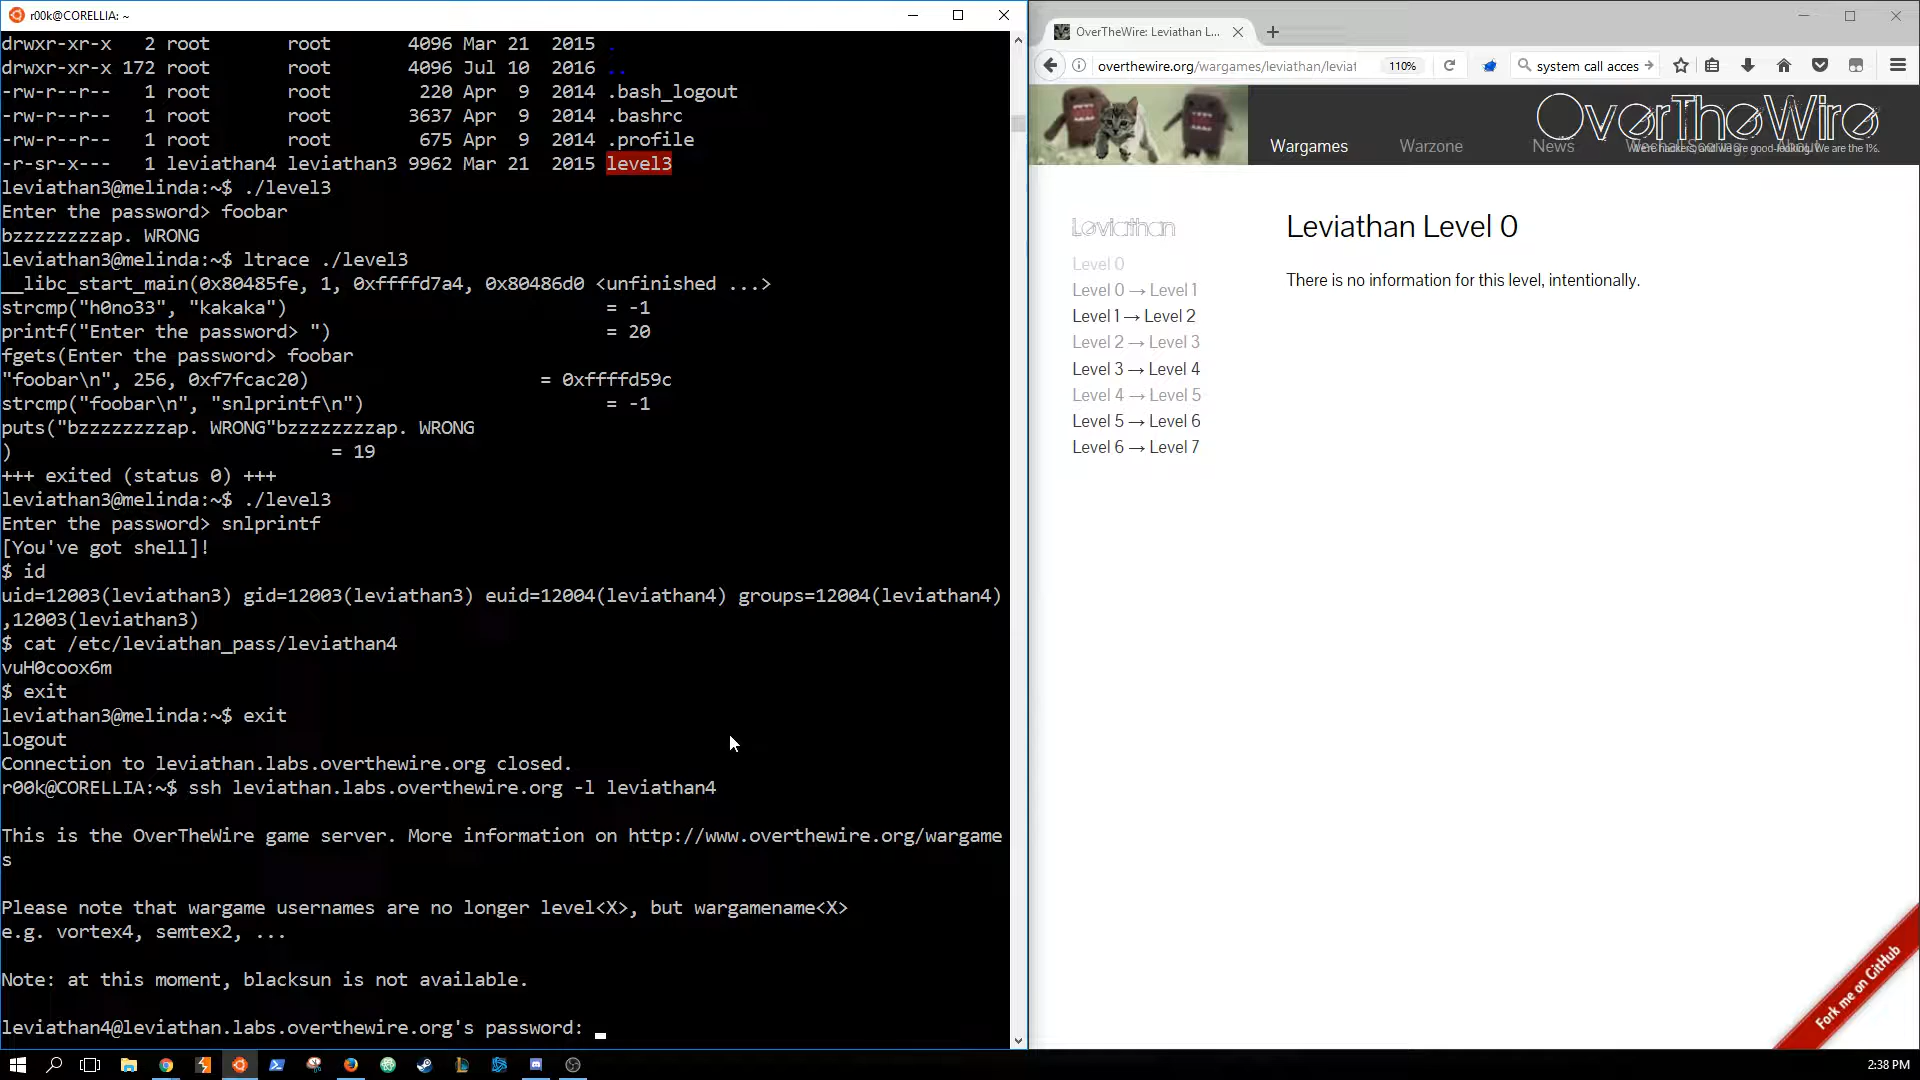 r00k@CORELLIA: ~
drwxr-xr-x   2 root       root       4096 Mar 21  2015 .
drwxr-xr-x 172 root       root       4096 Jul 10  2016 ..
-rw-r--r--   1 root       root        220 Apr  9  2014 .bash_logout
-rw-r--r--   1 root       root       3637 Apr  9  2014 .bashrc
-rw-r--r--   1 root       root        675 Apr  9  2014 .profile
-r-sr-x---   1 leviathan4 leviathan3 9962 Mar 21  2015 level3
leviathan3@melinda:~$ ./level3
Enter the password> foobar
bzzzzzzzzap. WRONG
leviathan3@melinda:~$ ltrace ./level3
__libc_start_main(0x80485fe, 1, 0xffffd7a4, 0x80486d0 <unfinished ...>
strcmp("h0no33", "kakaka")                             = -1
printf("Enter the password> ")                         = 20
fgets(Enter the password> foobar
"foobar\n", 256, 0xf7fcac20)                     = 0xffffd59c
strcmp("foobar\n", "snlprintf\n")                      = -1
puts("bzzzzzzzzap. WRONG"bzzzzzzzzap. WRONG
)                             = 19
+++ exited (status 0) +++
leviathan3@melinda:~$ ./level3
Enter the password> snlprintf
[You've got shell]!
$ id
uid=12003(leviathan3) gid=12003(leviathan3) euid=12004(leviathan4) groups=12004(leviathan4)
,12003(leviathan3)
$ cat /etc/leviathan_pass/leviathan4
vuH0coox6m
$ exit
leviathan3@melinda:~$ exit
logout
Connection to leviathan.labs.overthewire.org closed.
r00k@CORELLIA:~$ ssh leviathan.labs.overthewire.org -l leviathan4
This is the OverTheWire game server. More information on http://www.overthewire.org/wargame
s
Please note that wargame usernames are no longer level<X>, but wargamename<X>
e.g. vortex4, semtex2, ...
Note: at this moment, blacksun is not available.
leviathan4@leviathan.labs.overthewire.org's password:
OverTheWire: Leviathan L...
overthewire.org/wargames/leviathan/leviat
110%
system call acces
OverTheWire
Wargames
Warzone
News
We're hackers, and we are good-looking. We are the 1%.
Leviathan
Level 0
Level 0 → Level 1
Level 1 → Level 2
Level 2 → Level 3
Level 3 → Level 4
Level 4 → Level 5
Level 5 → Level 6
Level 6 → Level 7
Leviathan Level 0
There is no information for this level, intentionally.
Fork me on GitHub
2:38 PM